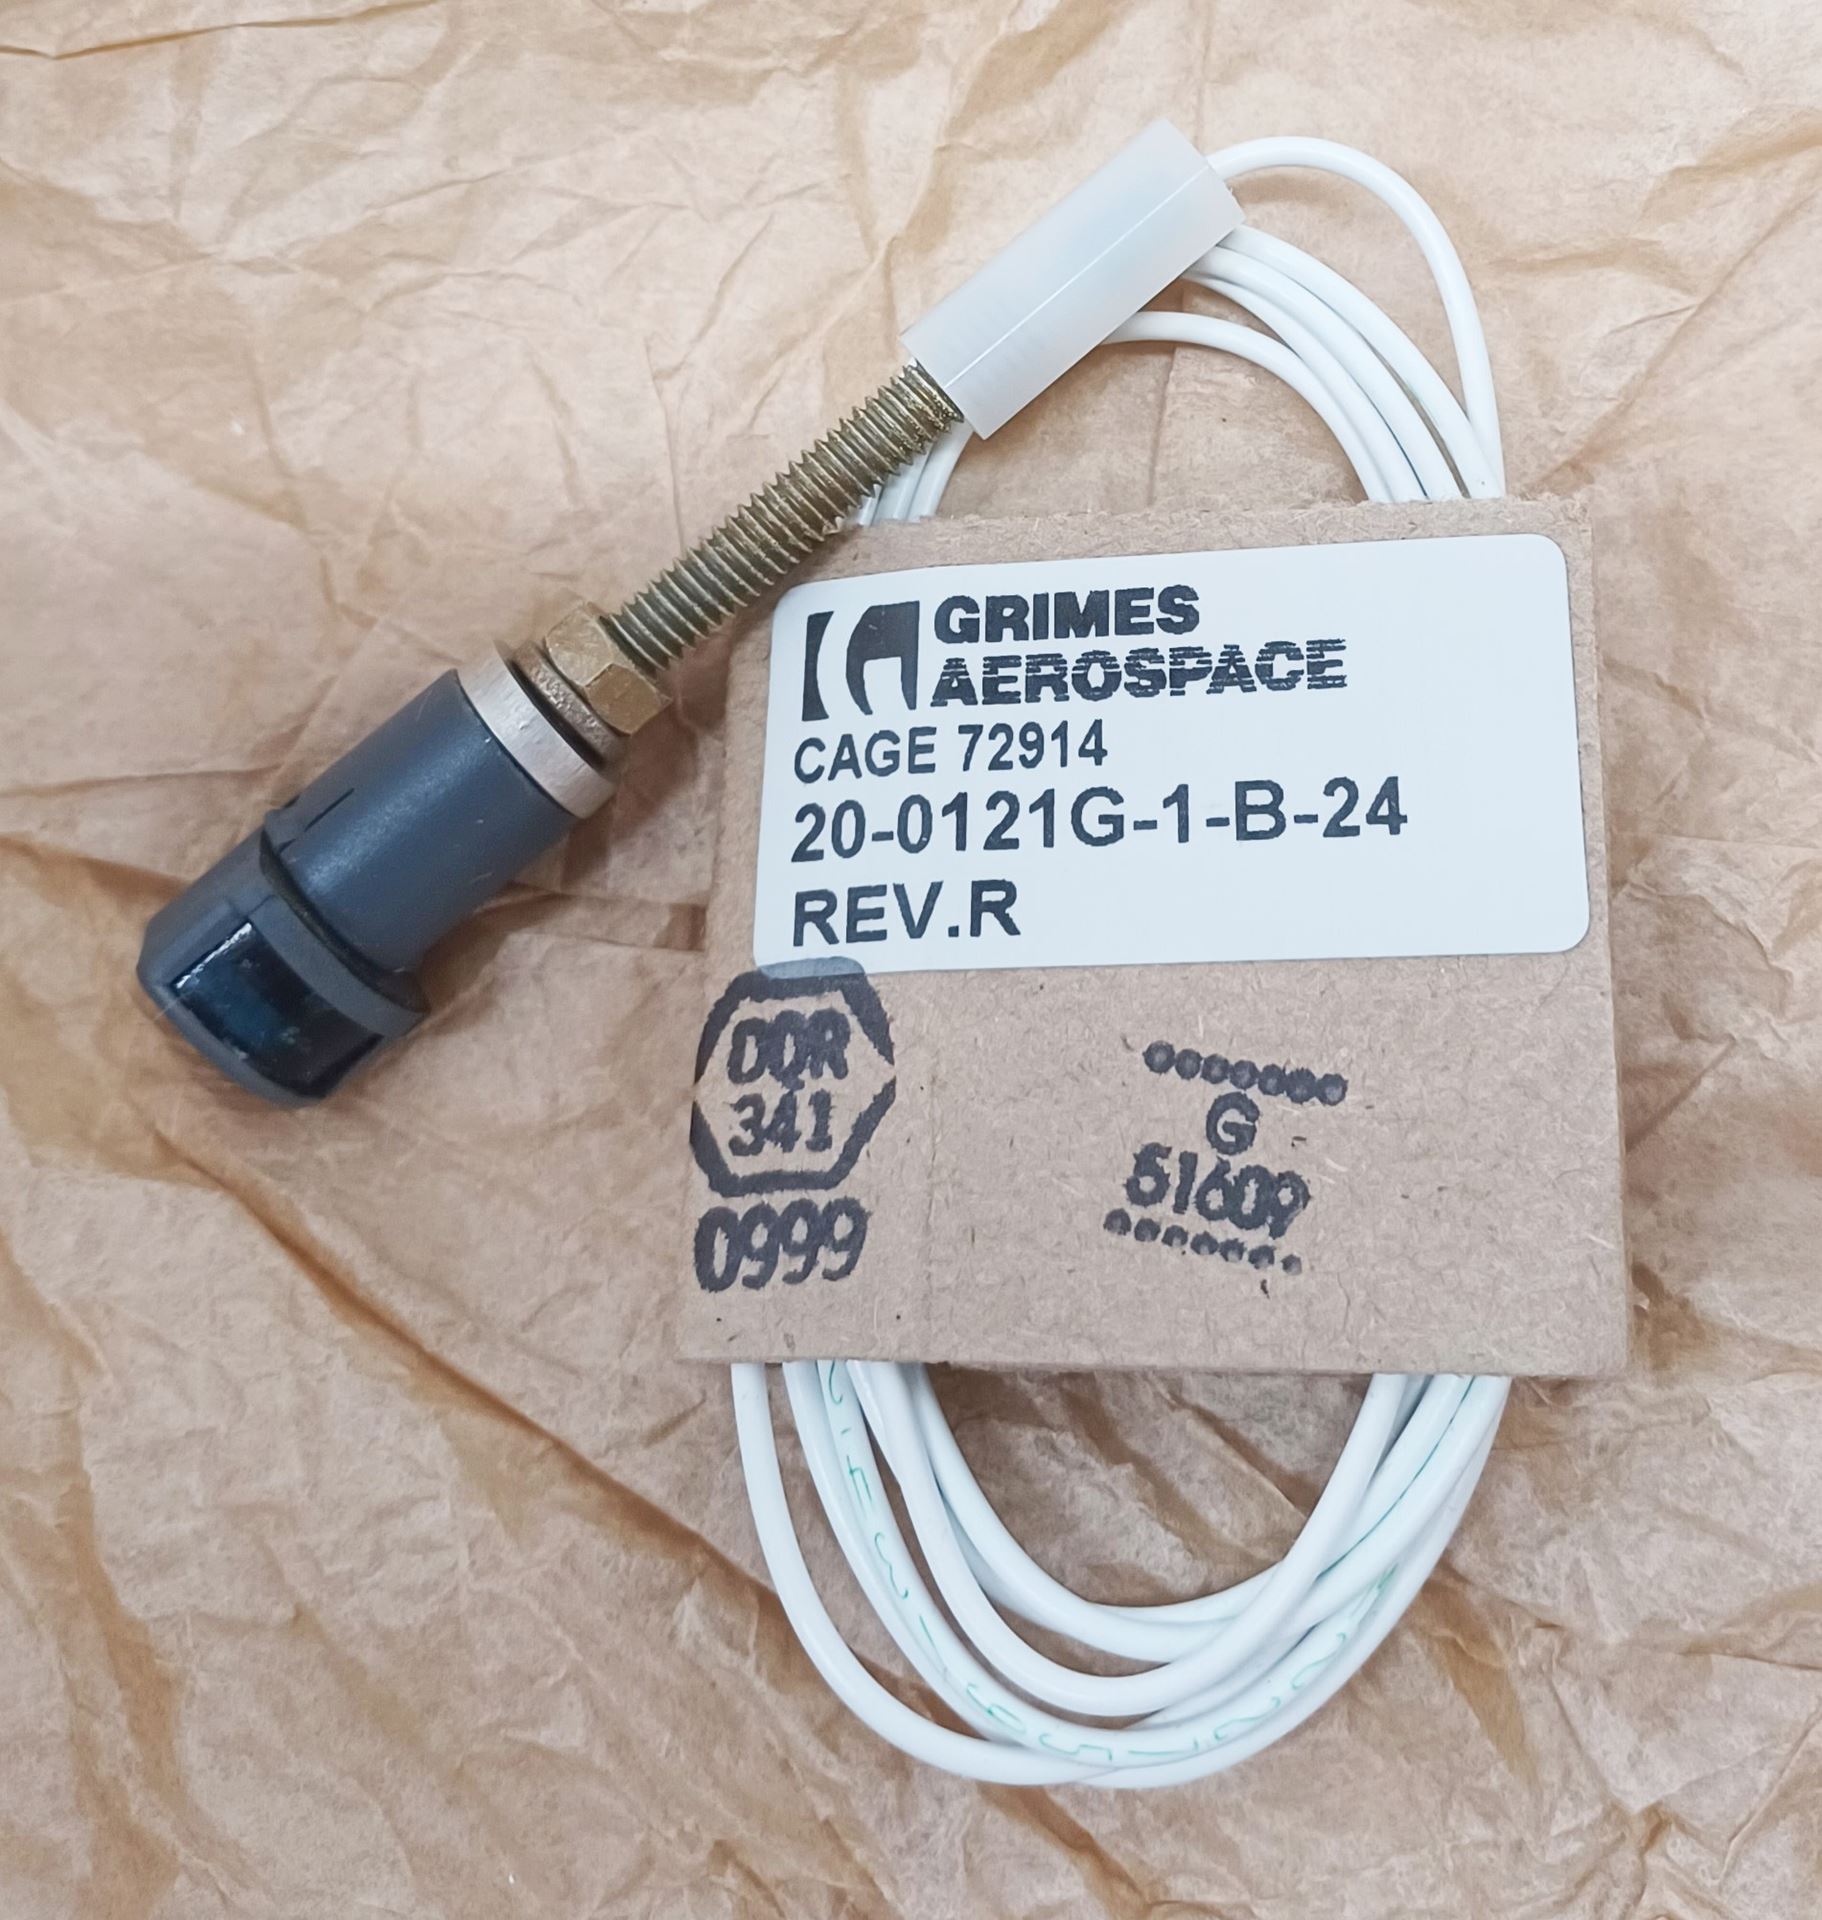 GRIMES
AEROSPACE
CAGE 72914
20-0121G-1-B-24
REV.R
DQR
341
0999
G
51609